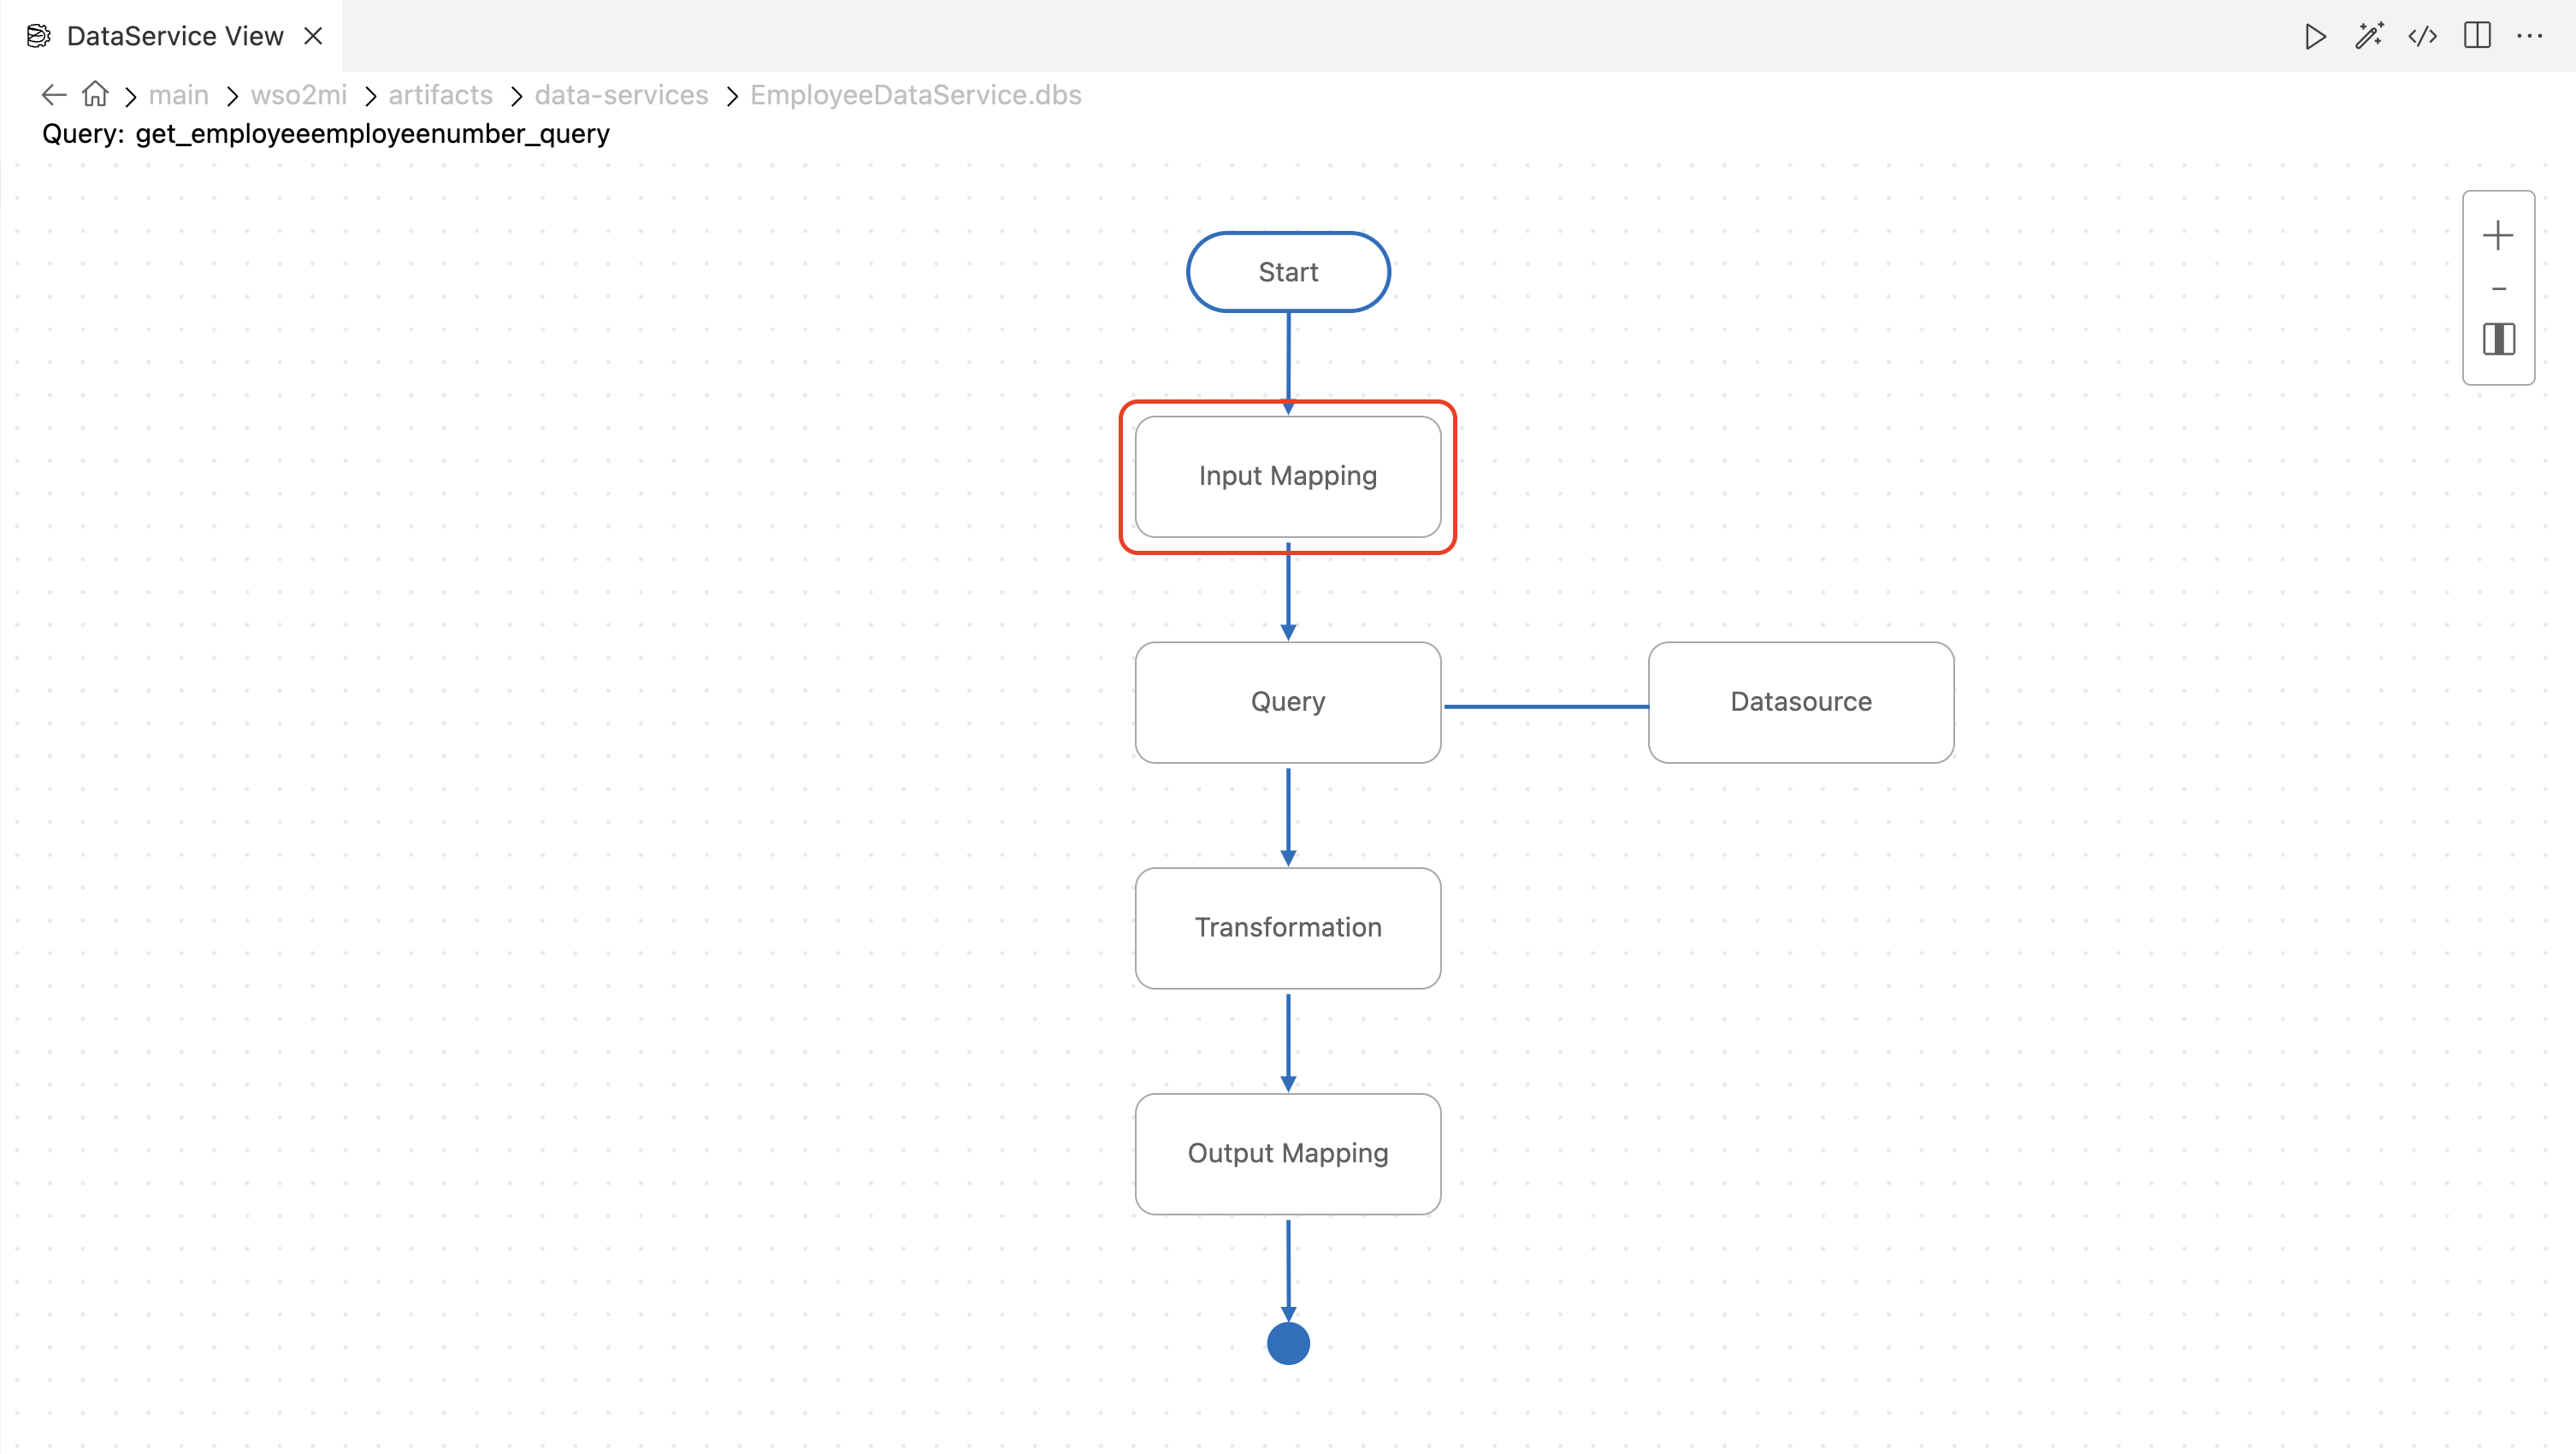 DataService View
main > wso2mi > artifacts > data-services > EmployeeDataService.dbs
Query: get_employeeemployeenumber_query
Start
Input Mapping
Query
Datasource
Transformation
Output Mapping